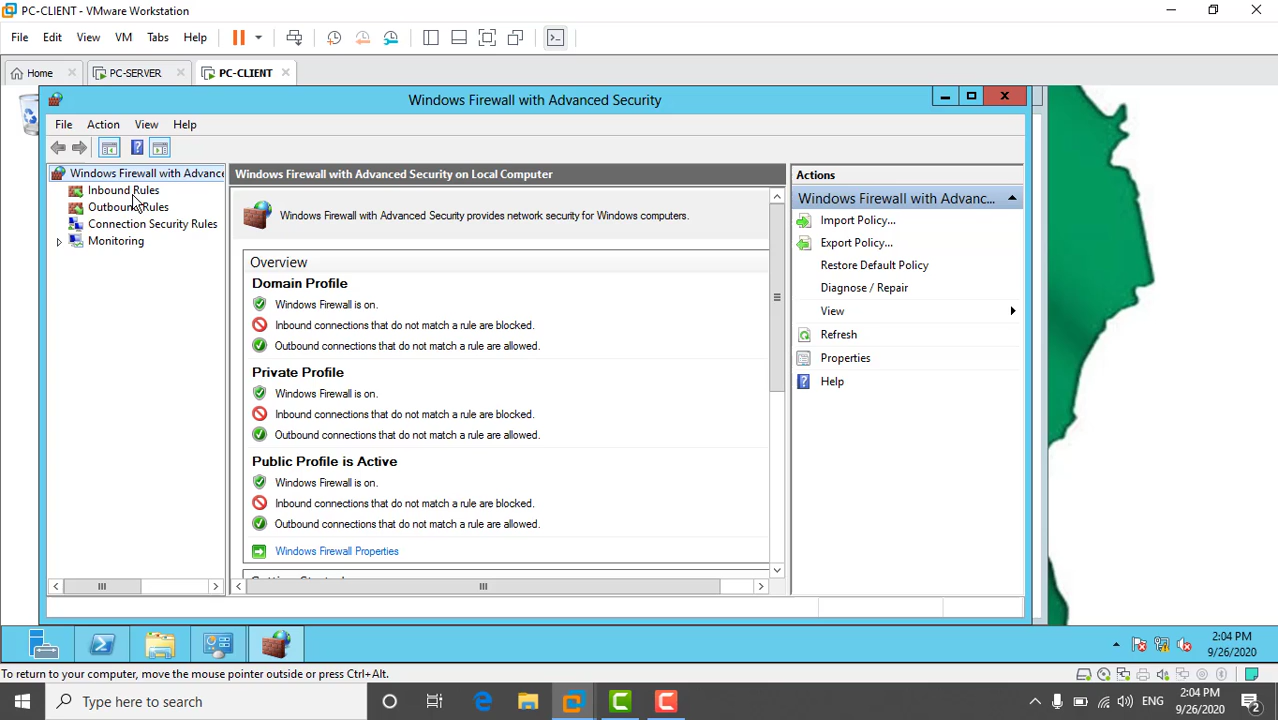 PC-CLIENT - VMware Workstation
File Edit View VM Tabs Help
Home PC-SERVER PC-CLIENT
Windows Firewall with Advanced Security
File Action View Help
Windows Firewall with Advance
Inbound Rules
Outbound Rules
Connection Security Rules
Monitoring
Windows Firewall with Advanced Security on Local Computer
Windows Firewall with Advanced Security provides network security for Windows computers.
Overview
Domain Profile
Windows Firewall is on.
Inbound connections that do not match a rule are blocked.
Outbound connections that do not match a rule are allowed.
Private Profile
Windows Firewall is on.
Inbound connections that do not match a rule are blocked.
Outbound connections that do not match a rule are allowed.
Public Profile is Active
Windows Firewall is on.
Inbound connections that do not match a rule are blocked.
Outbound connections that do not match a rule are allowed.
Windows Firewall Properties
Getting Started
Actions
Windows Firewall with Advanc...
Import Policy...
Export Policy...
Restore Default Policy
Diagnose / Repair
View
Refresh
Properties
Help
2:04 PM
9/26/2020
To return to your computer, move the mouse pointer outside or press Ctrl+Alt.
Type here to search
ENG
2:04 PM
9/26/2020
2